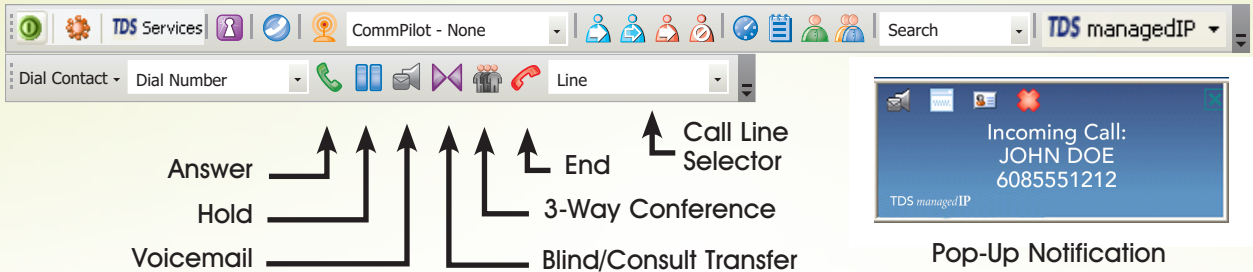 TDS Services CommPilot - None Search TDS managedIP
Dial Contact Dial Number Line
Answer
Hold
Voicemail
End
3-Way Conference
Blind/Consult Transfer
Call Line
Selector
www.
Incoming Call:
JOHN DOE
6085551212
TDS managedIP
Pop-Up Notification